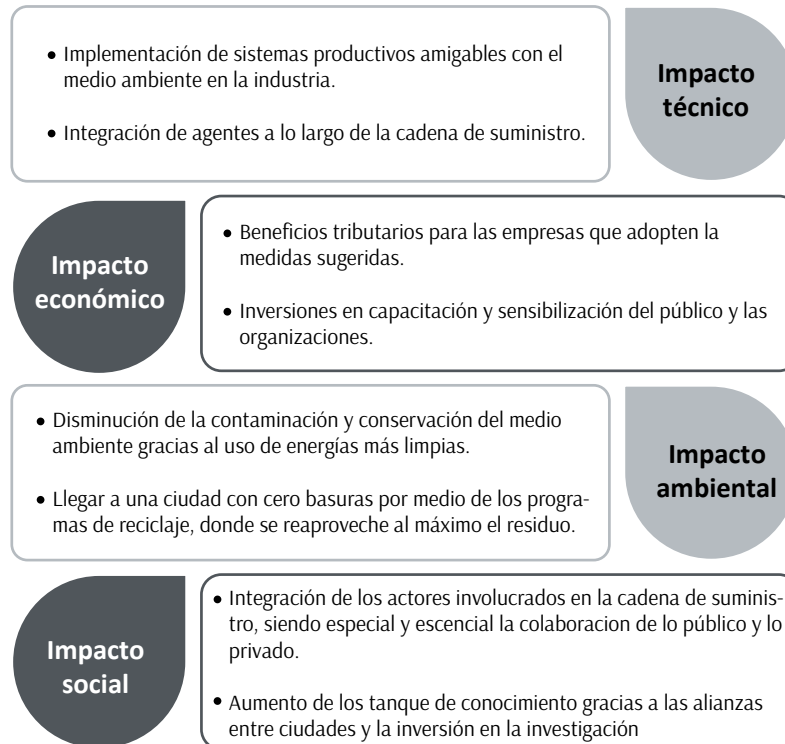 • Implementación de sistemas productivos amigables con el
medio ambiente en la industria.
• Integración de agentes a lo largo de la cadena de suministro.
Impacto
técnico
Impacto
económico
• Beneficios tributarios para las empresas que adopten la
medidas sugeridas.
• Inversiones en capacitación y sensibilización del público y las
organizaciones.
• Disminución de la contaminación y conservación del medio
ambiente gracias al uso de energías más limpias.
• Llegar a una ciudad con cero basuras por medio de los progra-
mas de reciclaje, donde se reaproveche al máximo el residuo.
Impacto
ambiental
Impacto
social
• Integración de los actores involucrados en la cadena de suminis-
tro, siendo especial y escencial la colaboracion de lo público y lo
privado.
• Aumento de los tanque de conocimiento gracias a las alianzas
entre ciudades y la inversión en la investigación